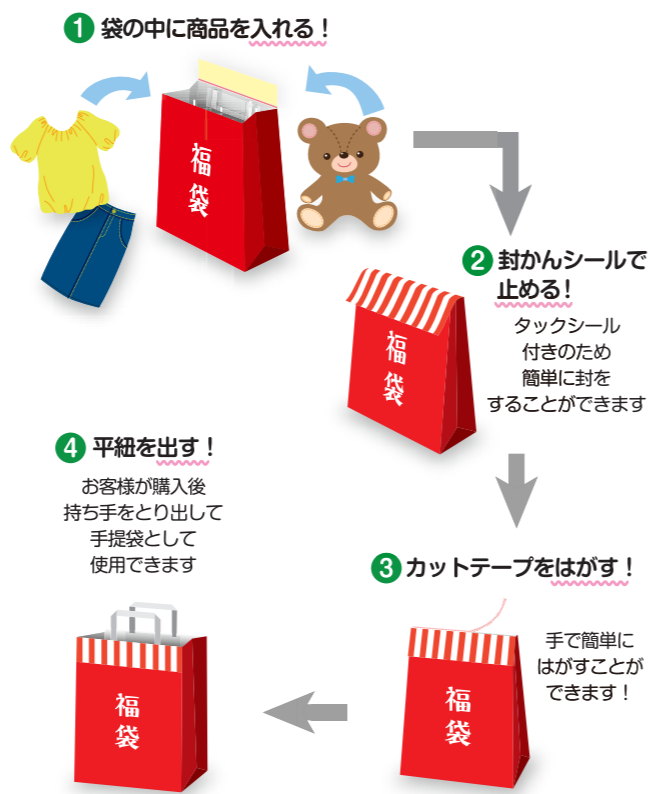 1 袋の中に商品を入れる！
福袋
2 封かんシールで
止める！
タックシール
付きのため
簡単に封を
することができます
福袋
3 カットテープをはがす！
手で簡単に
はがすことが
できます！
福袋
4 平紐を出す！
お客様が購入後
持ち手をとり出して
手提袋として
使用できます
福袋